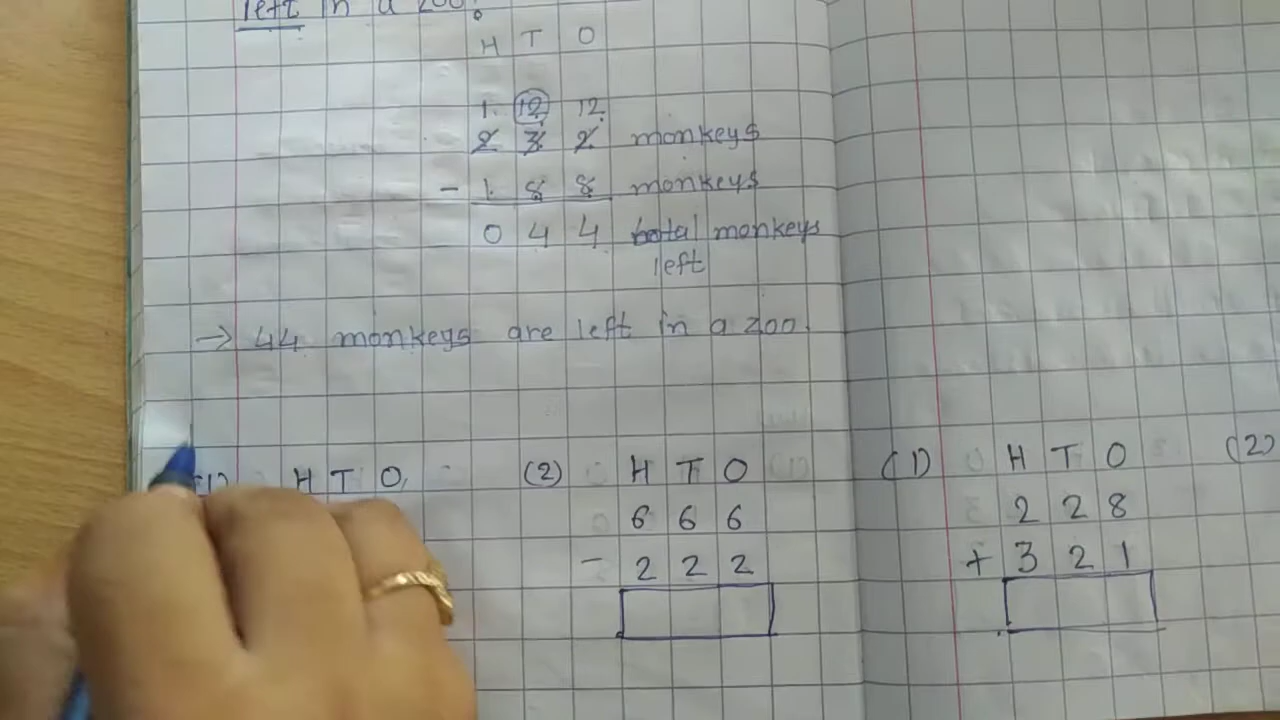 left in a zoo.
H T O
1 12 12
2 3 2 monkeys
- 1 8 8 monkeys
0 4 4 total monkeys
left
→ 44 monkeys are left in a zoo.
(1) H T O (2) H T O
6 6 6
- 2 2 2
(1) H T O (2)
2 2 8
+ 3 2 1